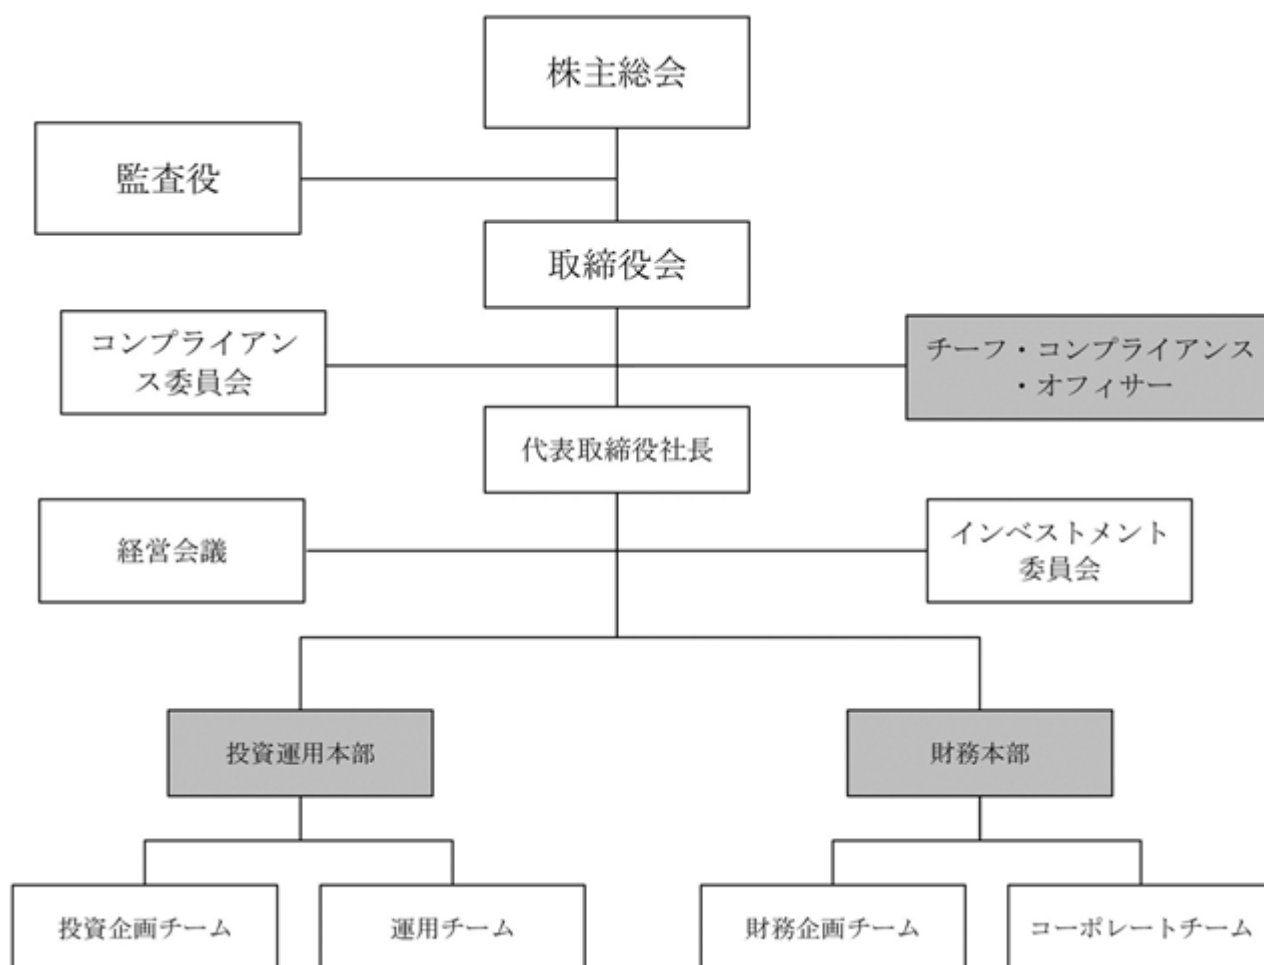 株主総会
監査役
取締役会
コンプライアン
ス委員会
チーフ・コンプライアンス
・オフィサー
代表取締役社長
経営会議
インベストメント
委員会
投資運用本部
財務本部
投資企画チーム
運用チーム
財務企画チーム
コーポレートチーム